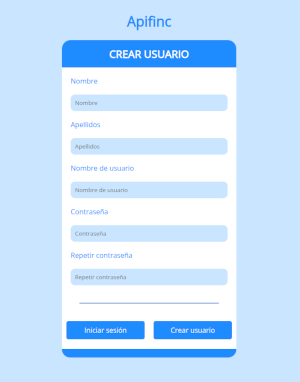 Apifinc
CREAR USUARIO
Nombre
Nombre
Apellidos
Apellidos
Nombre de usuario
Nombre de usuario
Contraseña
Contraseña
Repetir contraseña
Repetir contraseña
Iniciar sesión
Crear usuario